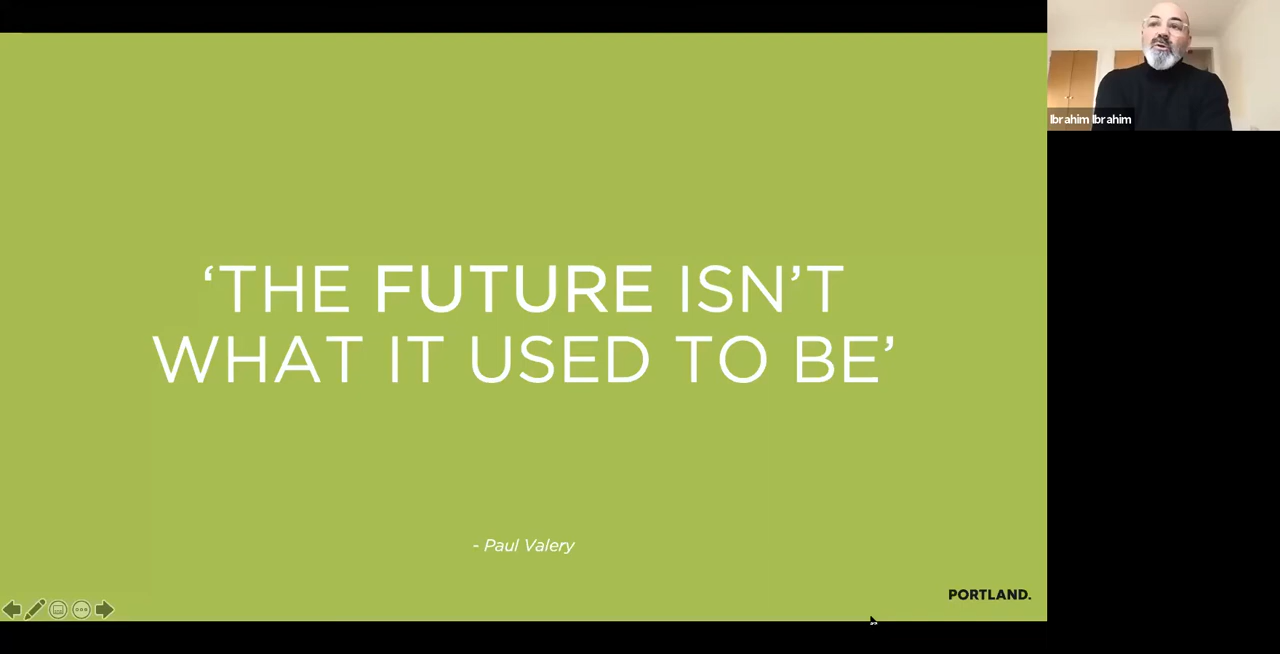 Ibrahim Ibrahim
‘THE FUTURE ISN’T
WHAT IT USED TO BE’
- Paul Valery
PORTLAND.